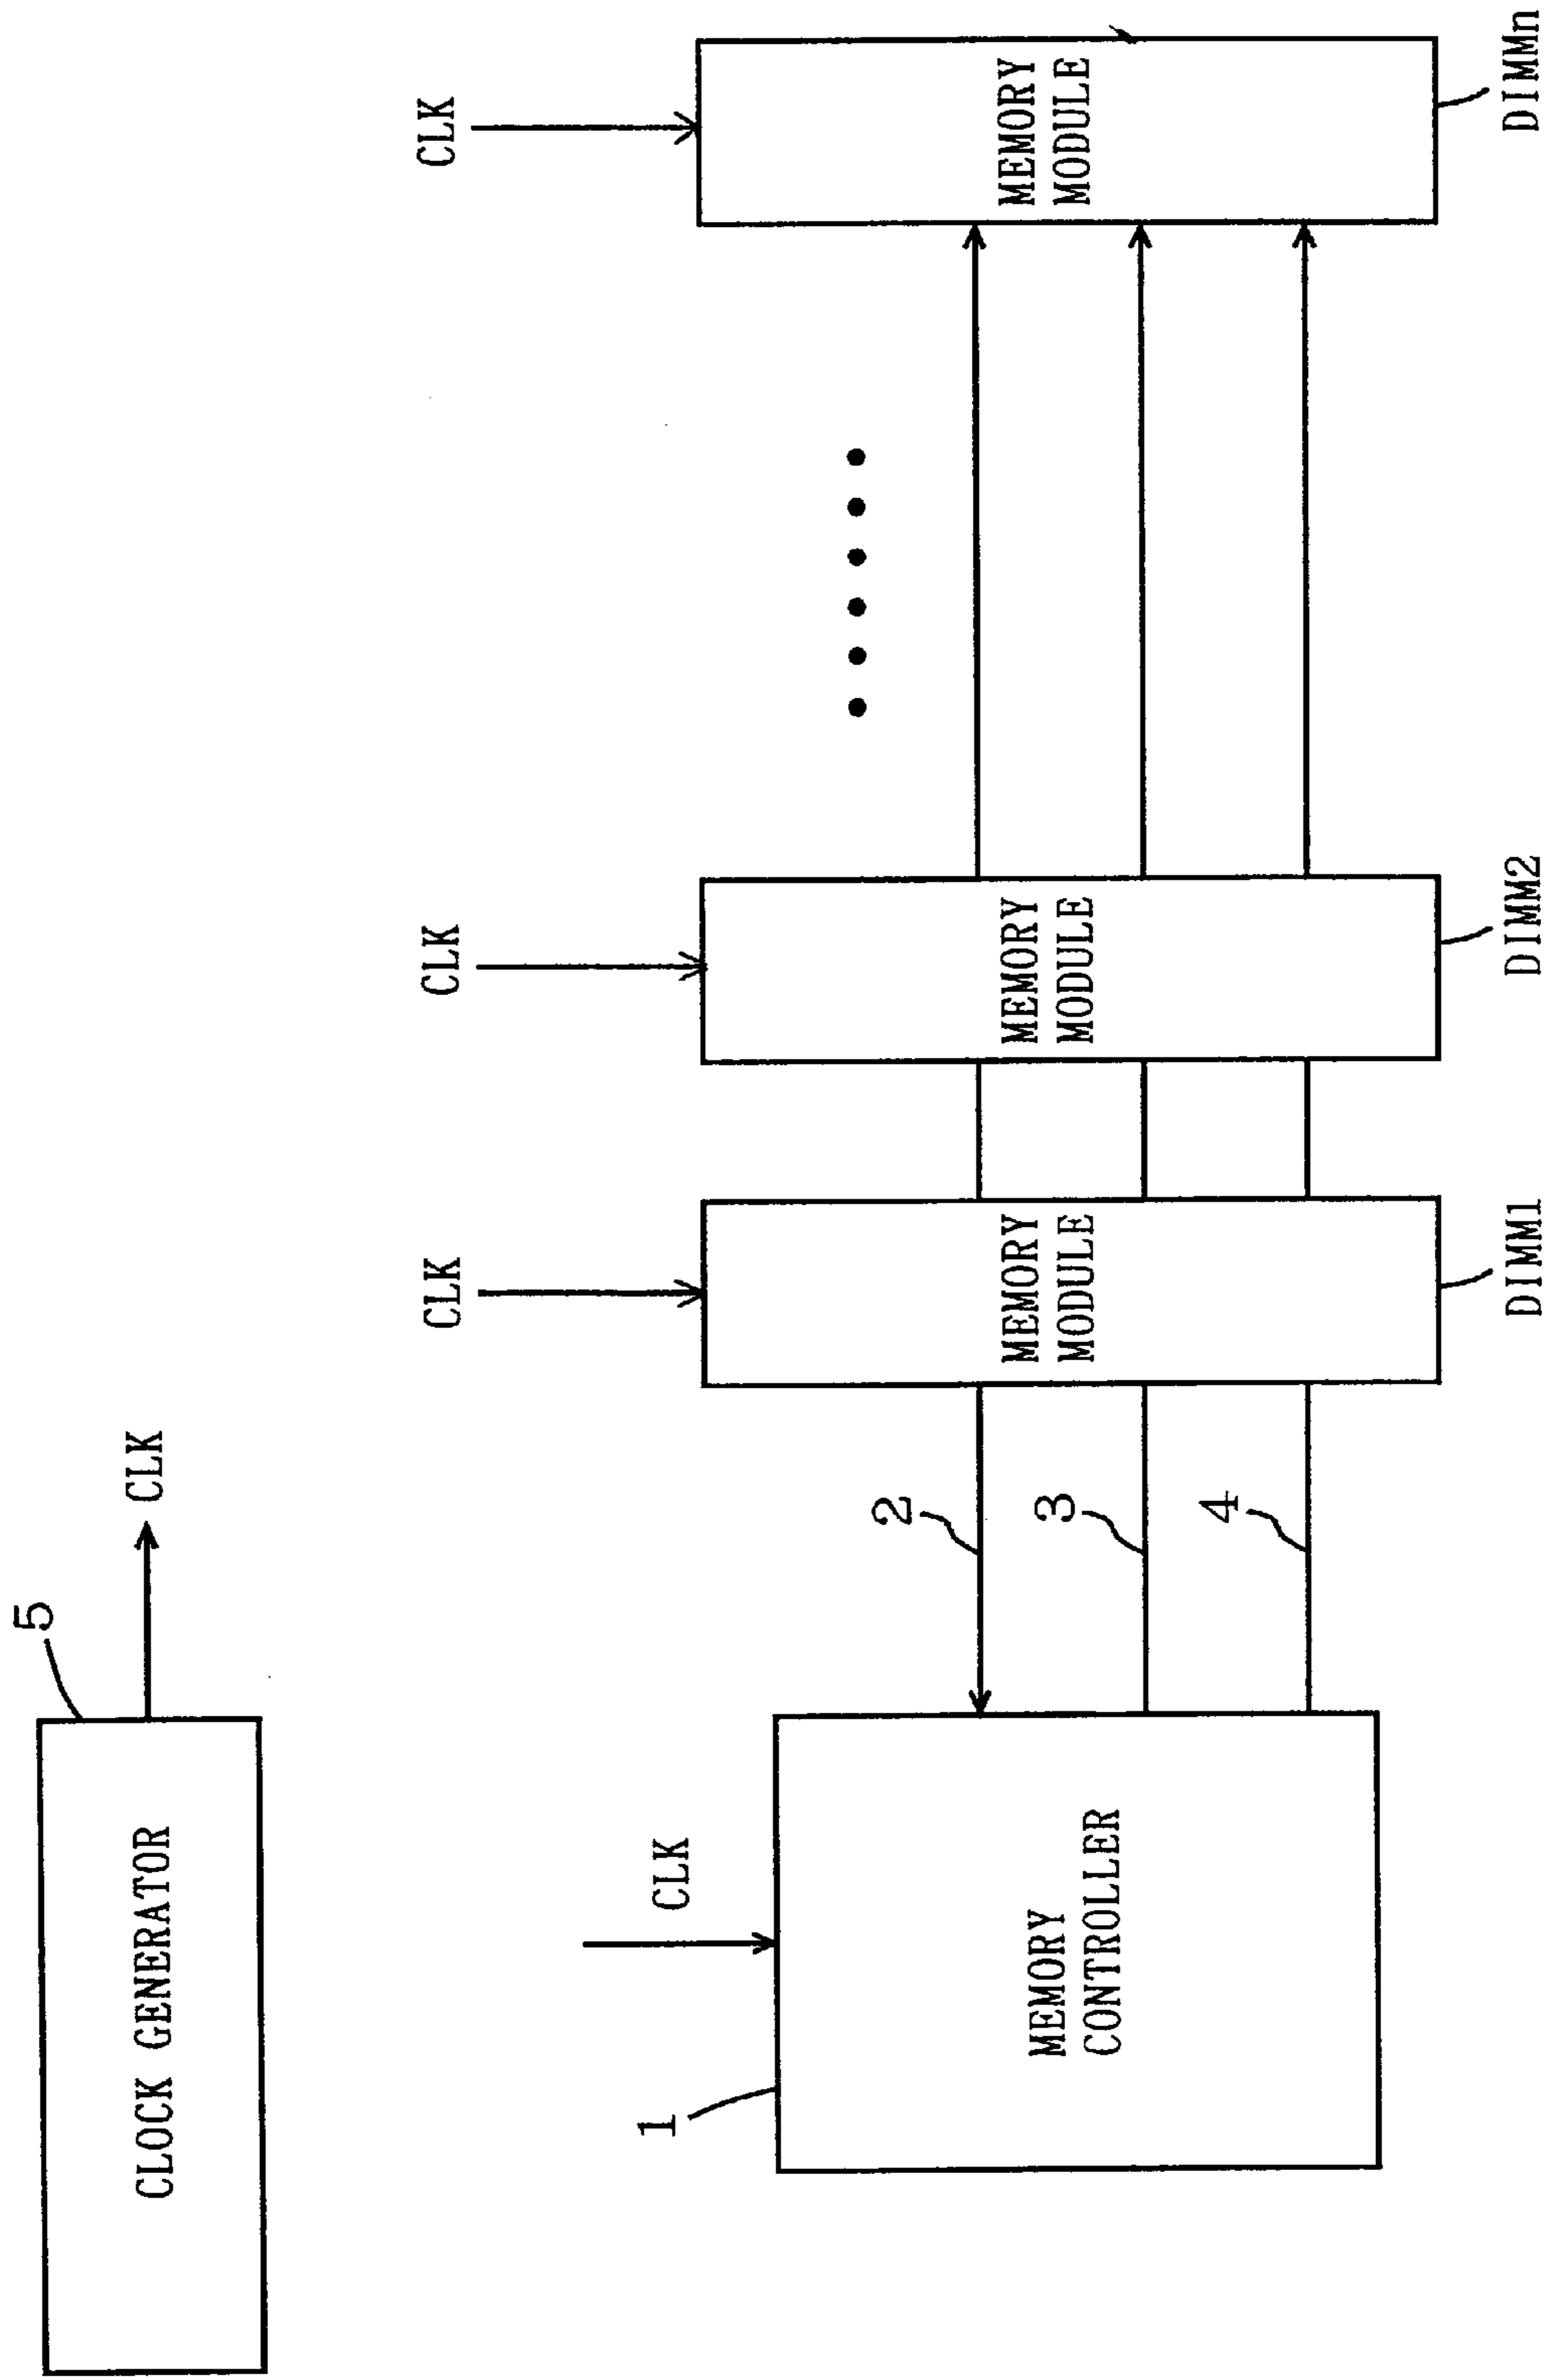 5
CLOCK GENERATOR
CLK
CLK
CLK
CLK
CLK
1
MEMORY
CONTROLLER
2
3
4
MEMORY
MODULE
MEMORY
MODULE
MEMORY
MODULE
DIMM1
DIMM2
DIMMn